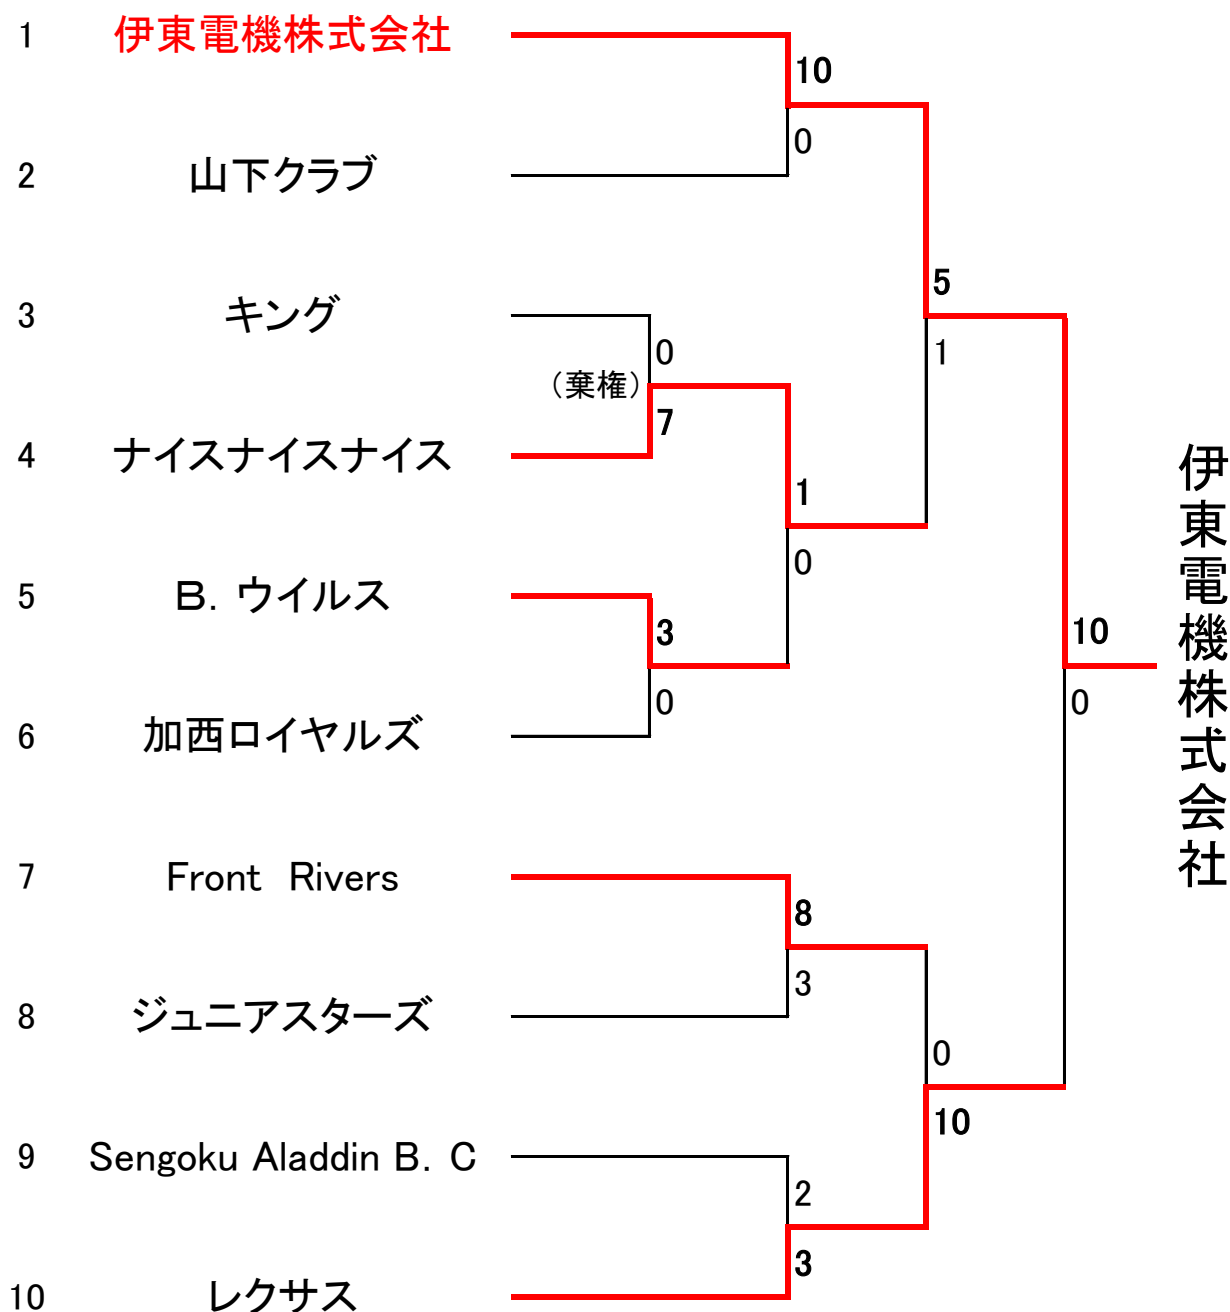 1 伊東電機株式会社
10
0
2 山下クラブ
5
3 キング
0
1
(棄権)
7
4 ナイスナイスナイス
1
0
5 B. ウイルス
3
10
0
0
6 加西ロイヤルズ
伊東電機株式会社
7 Front Rivers
8
3
8 ジュニアスターズ
0
10
9 Sengoku Aladdin B. C
2
3
10 レクサス